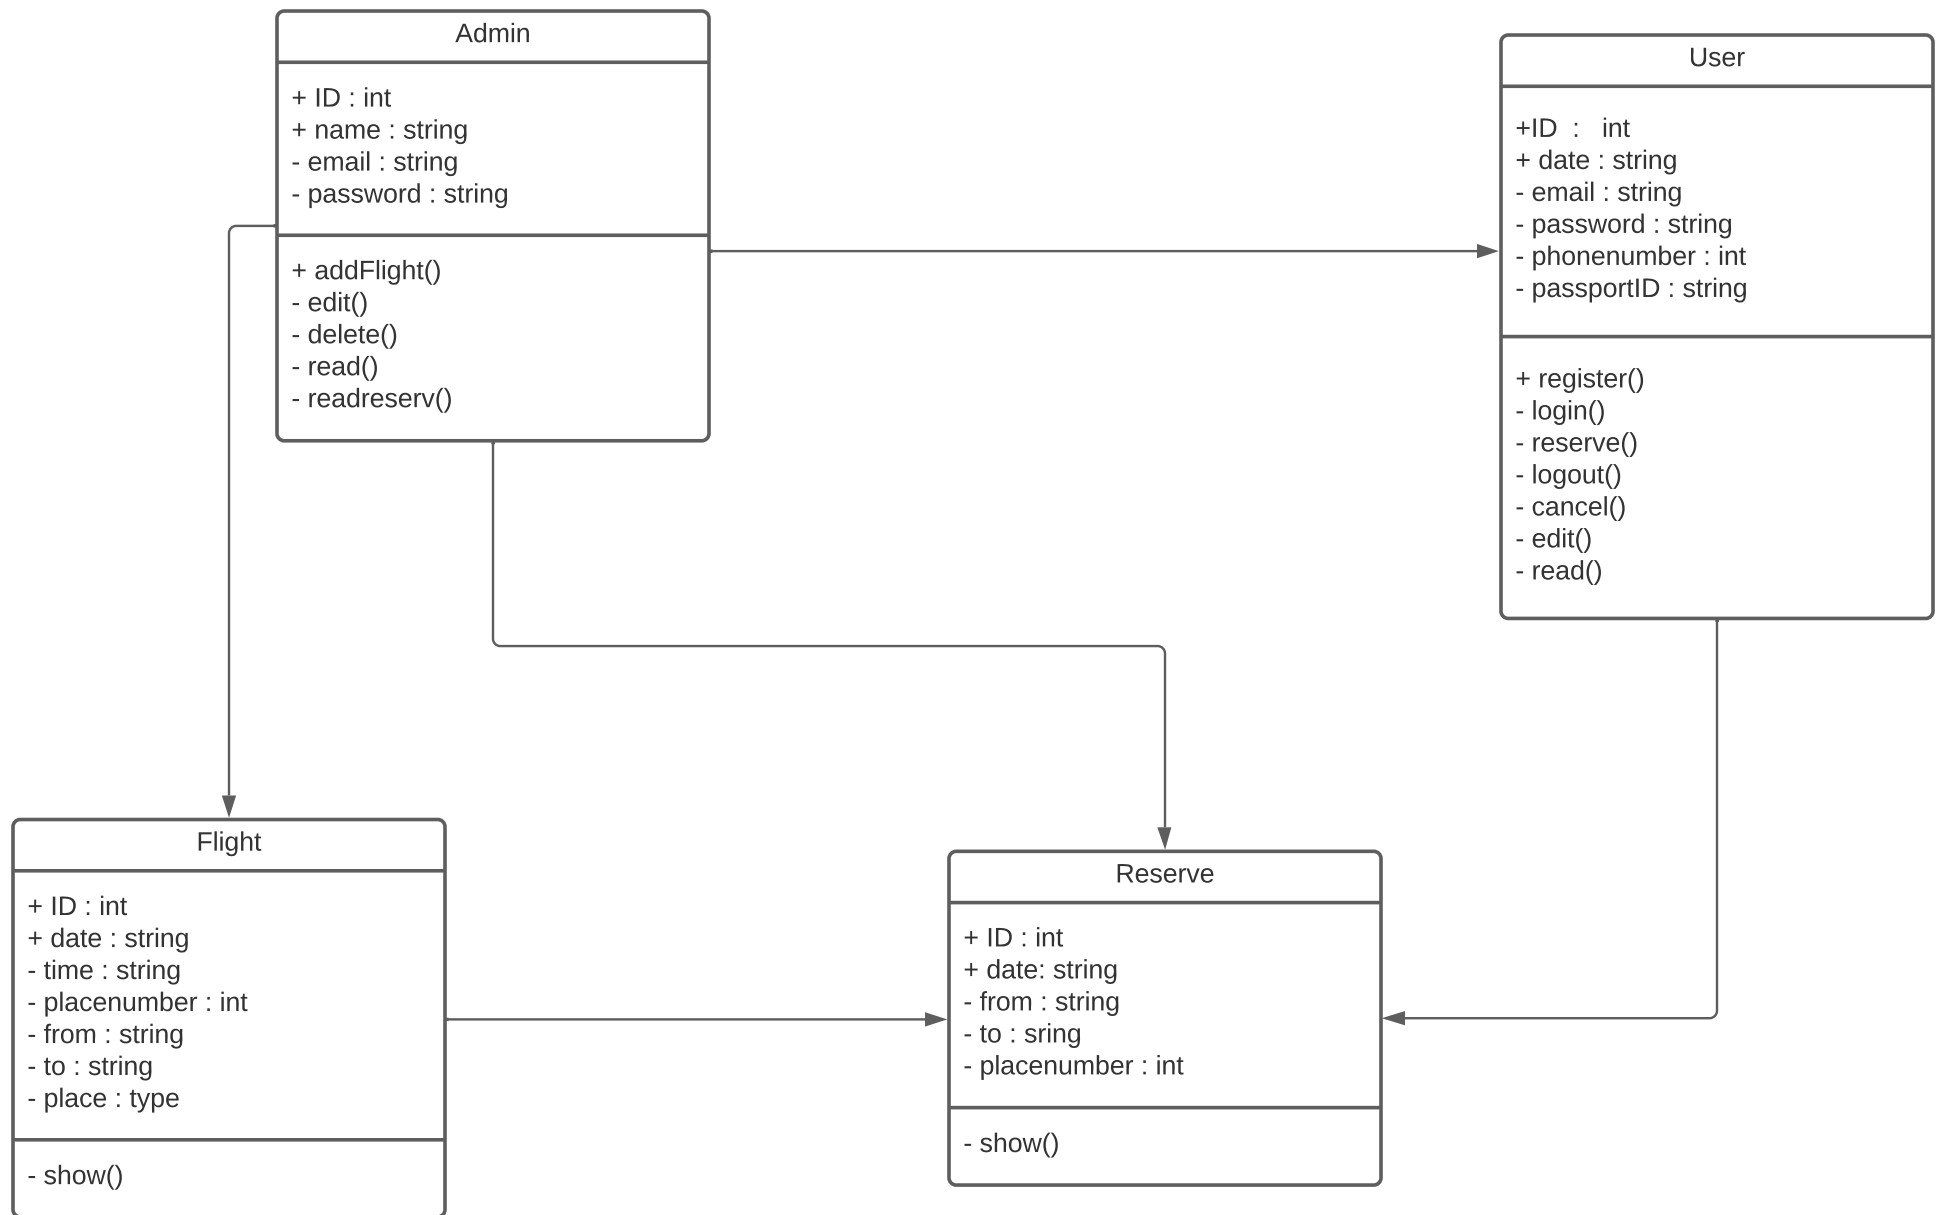 Admin
+ ID : int
+ name : string
- email : string
- password : string
+ addFlight()
- edit()
- delete()
- read()
- readreserv()
User
+ID  :   int
+ date : string
- email : string
- password : string
- phonenumber : int
- passportID : string
+ register()
- login()
- reserve()
- logout()
- cancel()
- edit()
- read()
Flight
+ ID : int
+ date : string
- time : string
- placenumber : int
- from : string
- to : string
- place : type
- show()
Reserve
+ ID : int
+ date: string
- from : string
- to : sring
- placenumber : int
- show()